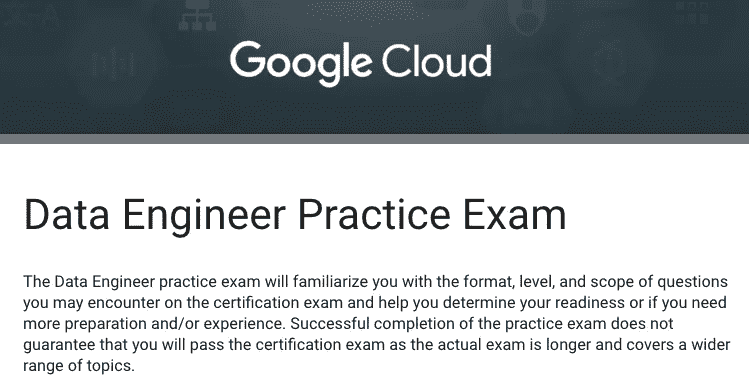 Google Cloud
Data Engineer Practice Exam
The Data Engineer practice exam will familiarize you with the format, level, and scope of questions
you may encounter on the certification exam and help you determine your readiness or if you need
more preparation and/or experience. Successful completion of the practice exam does not
guarantee that you will pass the certification exam as the actual exam is longer and covers a wider
range of topics.